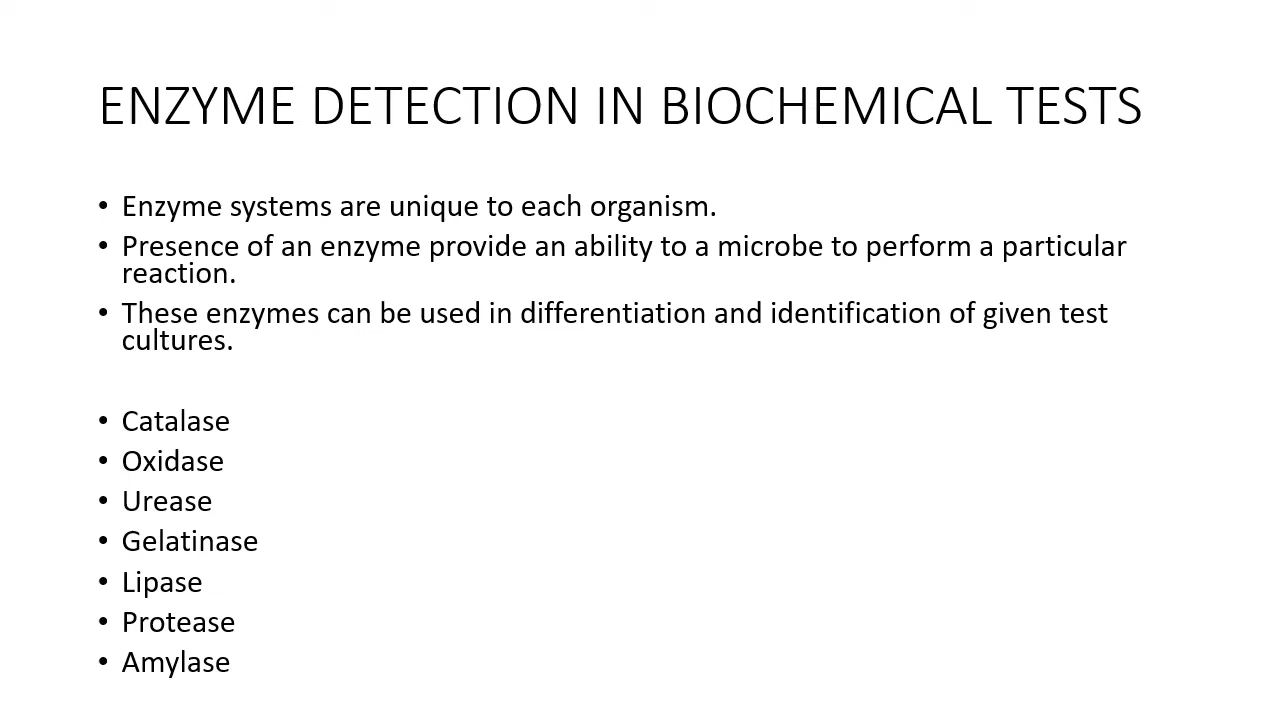 ENZYME DETECTION IN BIOCHEMICAL TESTS
• Enzyme systems are unique to each organism.
• Presence of an enzyme provide an ability to a microbe to perform a particular
reaction.
• These enzymes can be used in differentiation and identification of given test
cultures.
• Catalase
• Oxidase
• Urease
• Gelatinase
• Lipase
• Protease
• Amylase